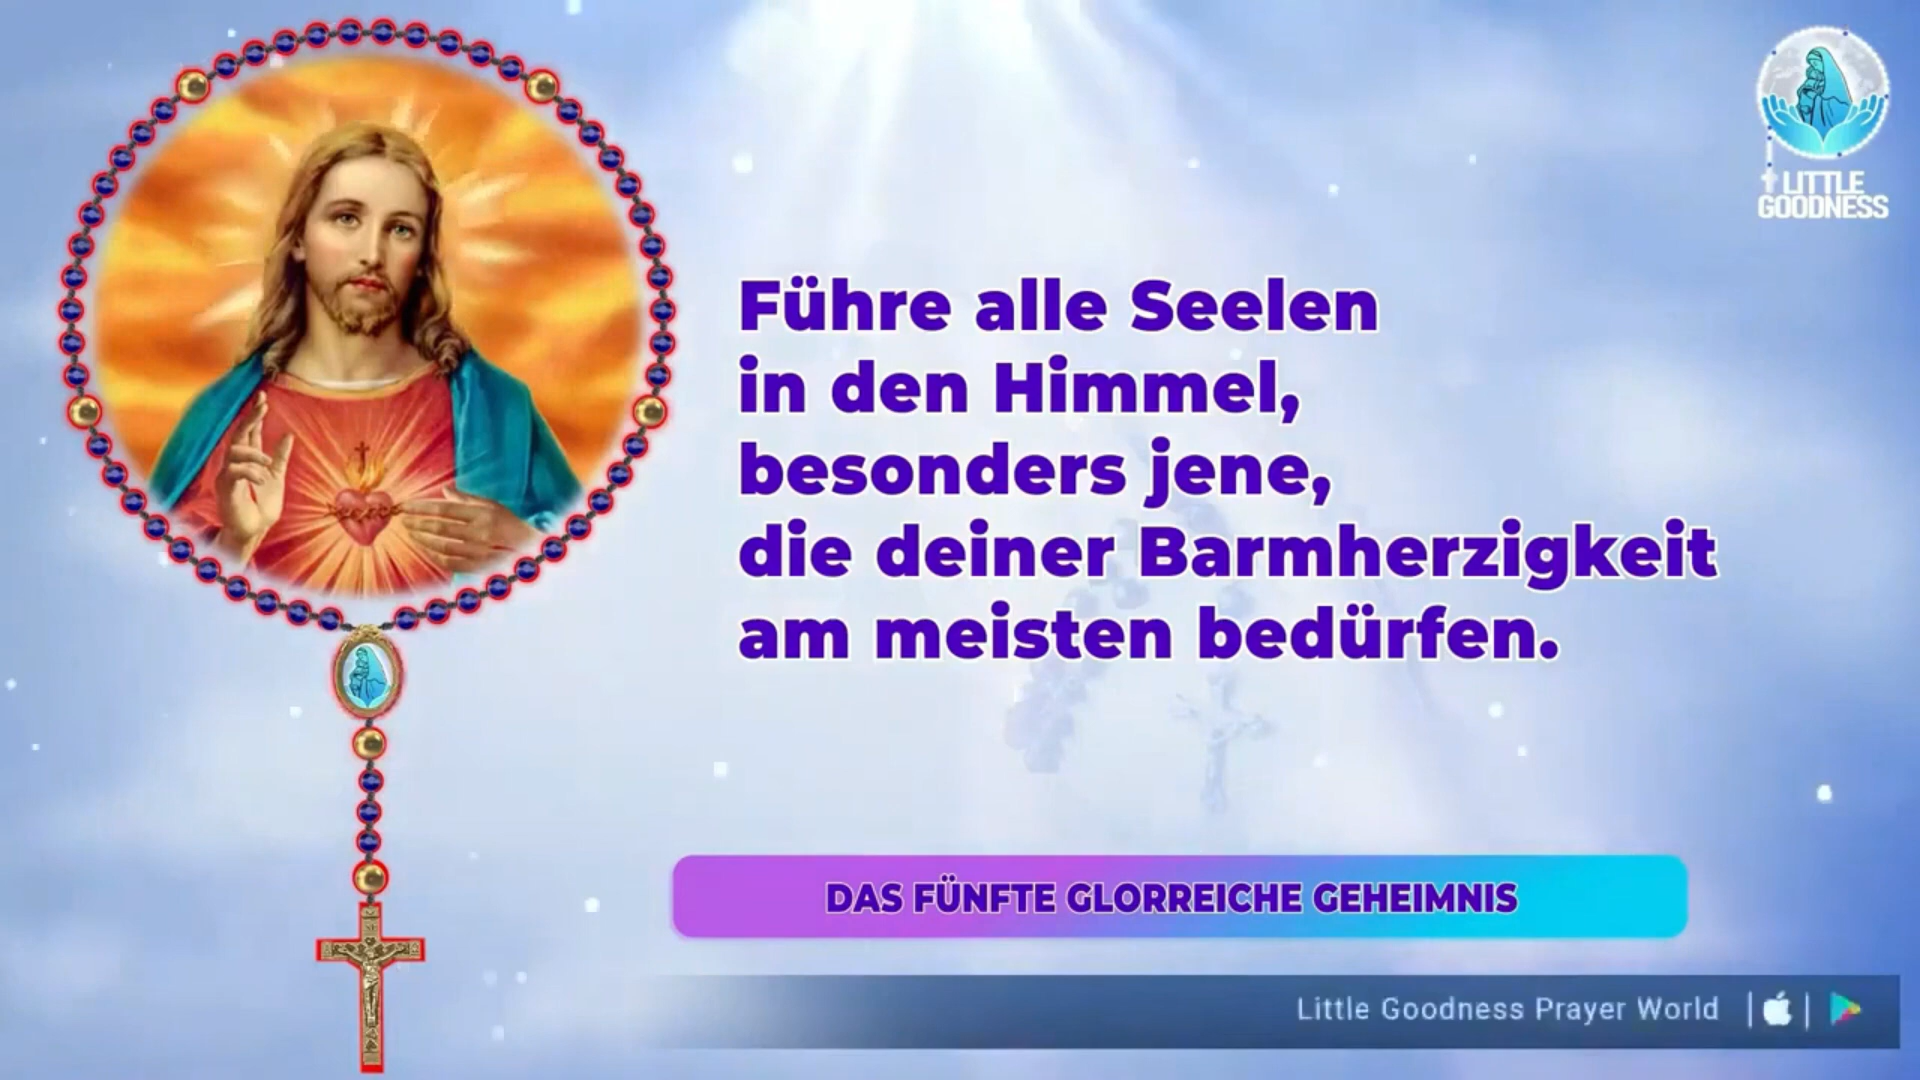 LITTLE
GOODNESS
Führe alle Seelen
in den Himmel,
besonders jene,
die deiner Barmherzigkeit
am meisten bedürfen.
DAS FÜNFTE GLORREICHE GEHEIMNIS
Little Goodness Prayer World